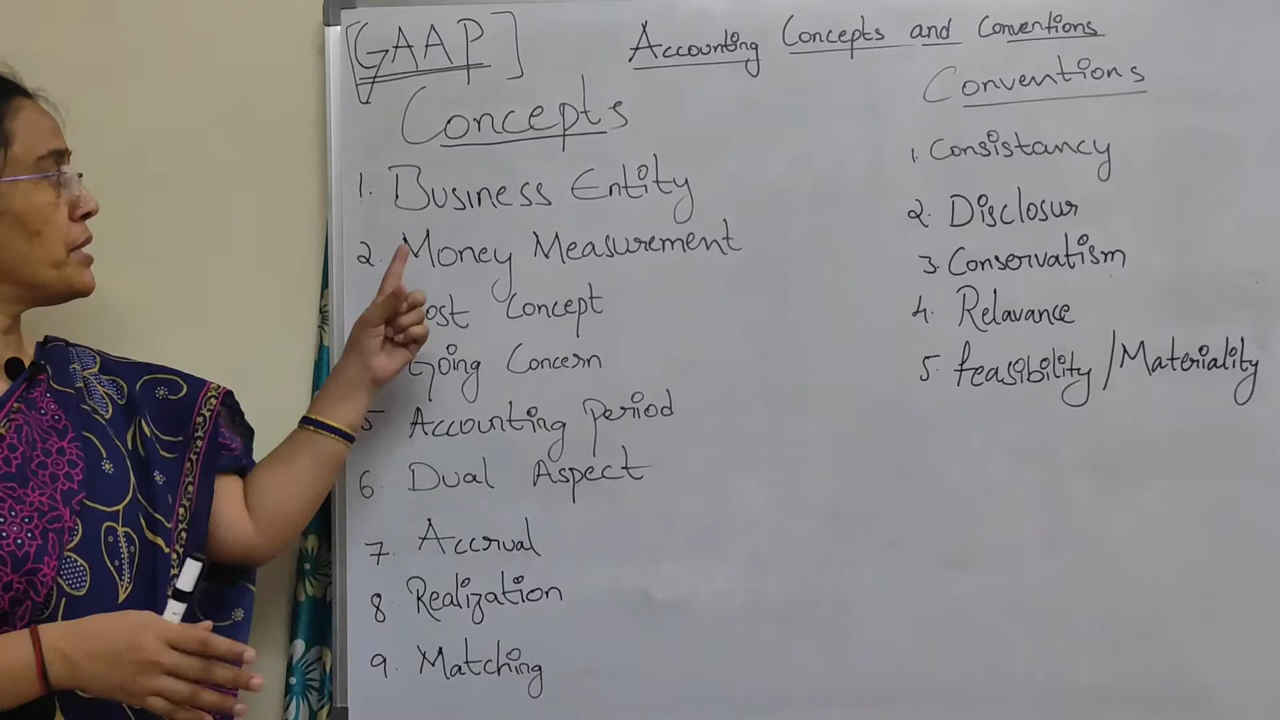 [GAAP]
Accounting Concepts and Conventions
Concepts
1. Business Entity
2. Money Measurement
ost Concept
Going Concern
5 Accounting Period
6 Dual Aspect
7. Accrual
8 Realization
9. Matching
Conventions
1. Consistancy
2. Disclosur
3. Conservatism
4. Relavance
5. feasibility / Materiality